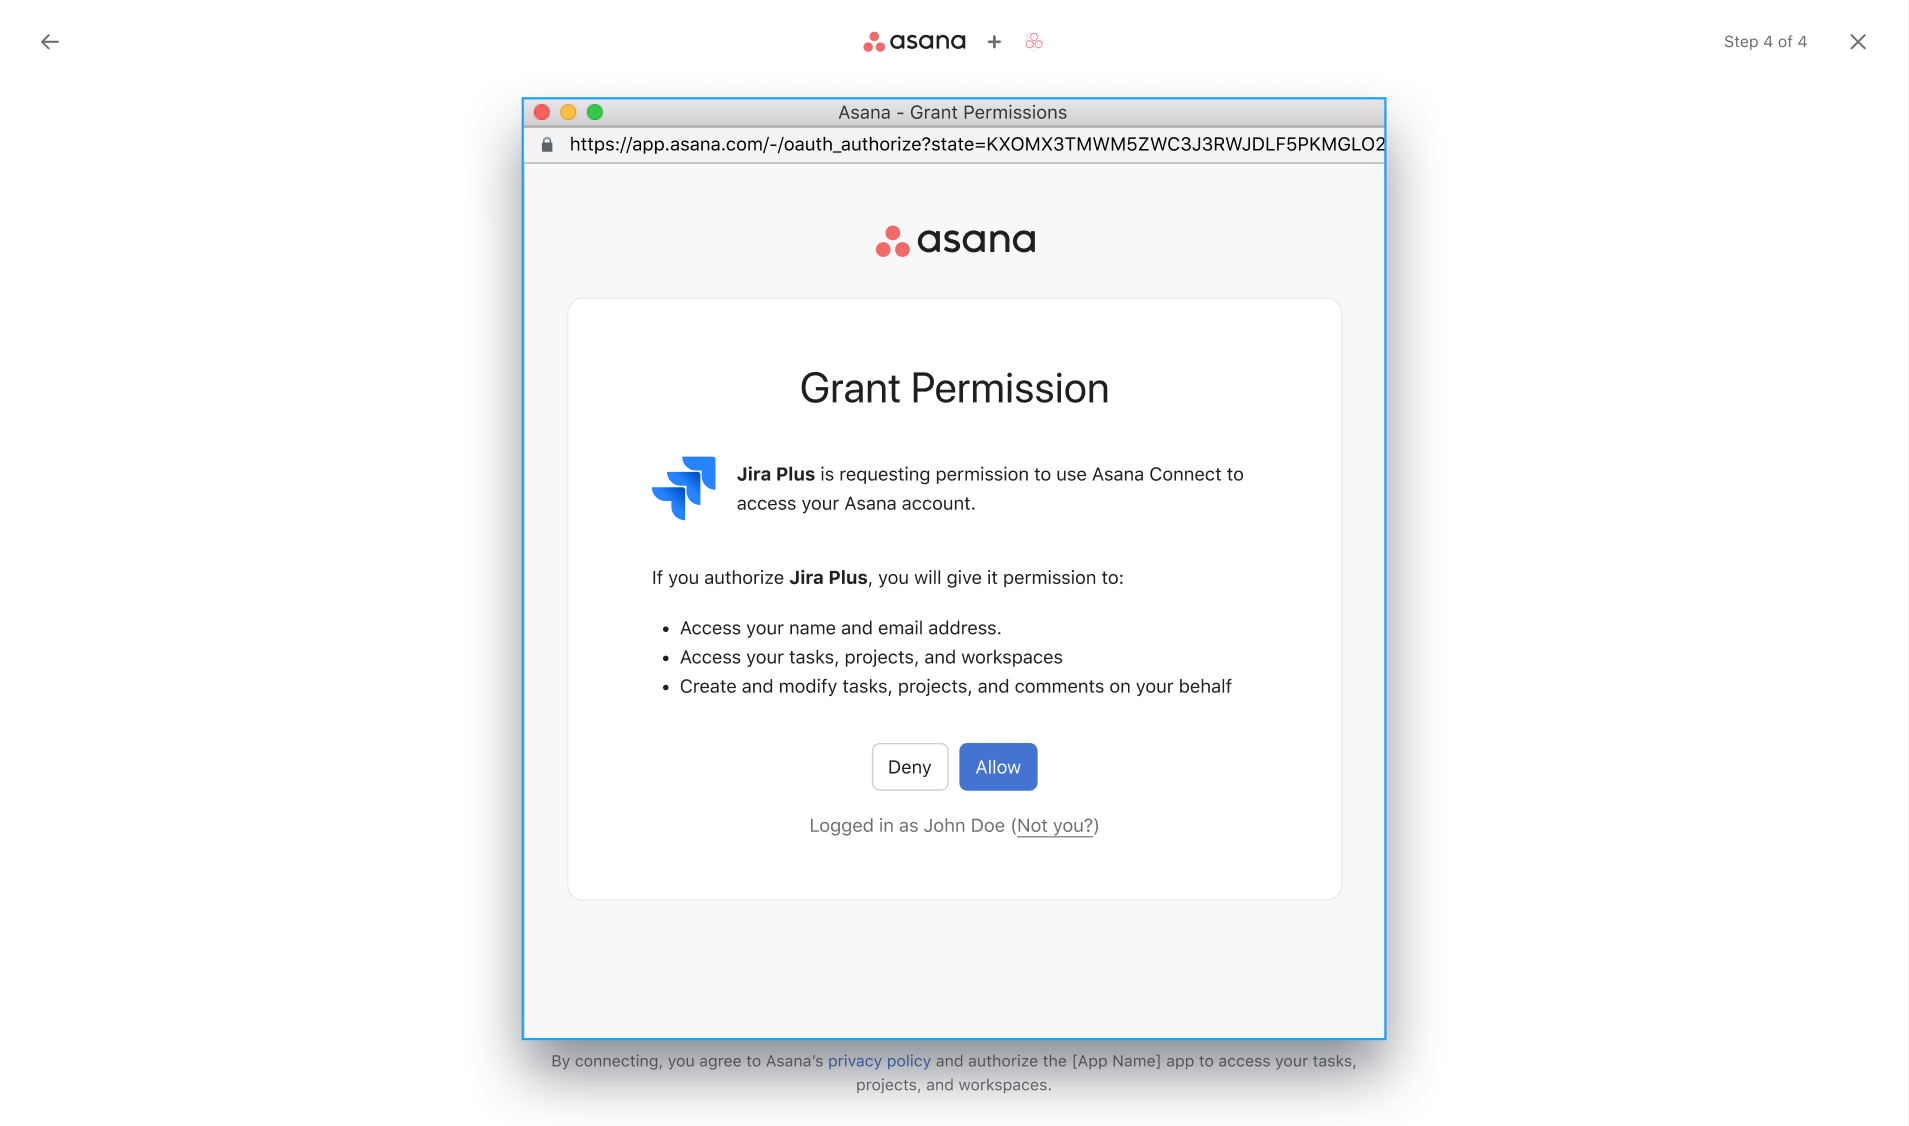 asana +
Step 4 of 4
Asana - Grant Permissions
https://app.asana.com/-/oauth_authorize?state=KXOMX3TMWM5ZWC3J3RWJDLF5PKMGLO2
asana
Grant Permission
Jira Plus is requesting permission to use Asana Connect to
access your Asana account.
If you authorize Jira Plus, you will give it permission to:
• Access your name and email address.
• Access your tasks, projects, and workspaces
• Create and modify tasks, projects, and comments on your behalf
Deny Allow
Logged in as John Doe (Not you?)
By connecting, you agree to Asana's privacy policy and authorize the [App Name] app to access your tasks,
projects, and workspaces.